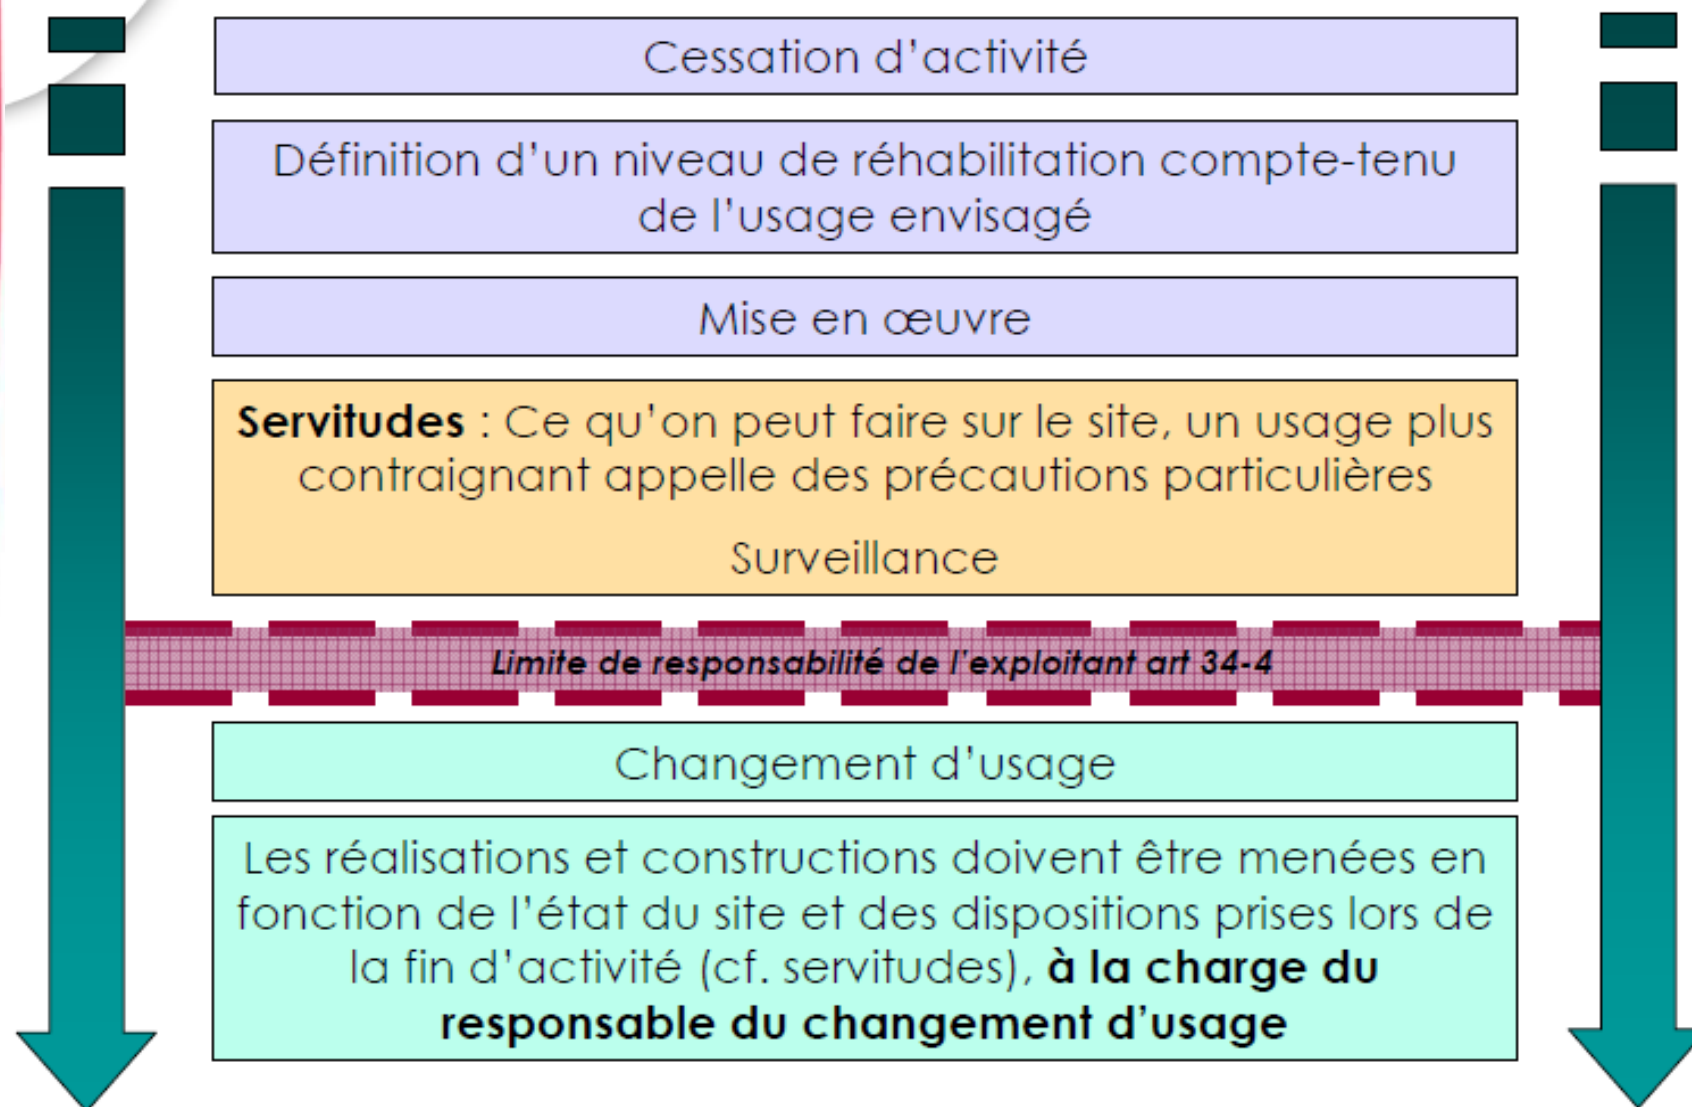 Cessation d'activité
Définition d'un niveau de réhabilitation compte-tenu
de l'usage envisagé
Mise en œuvre
Servitudes : Ce qu'on peut faire sur le site, un usage plus
contraignant appelle des précautions particulières
Surveillance
Limite de responsabilité de l'exploitant art 34-4
Changement d'usage
Les réalisations et constructions doivent être menées en
fonction de l'état du site et des dispositions prises lors de
la fin d'activité (cf. servitudes), à la charge du
responsable du changement d'usage